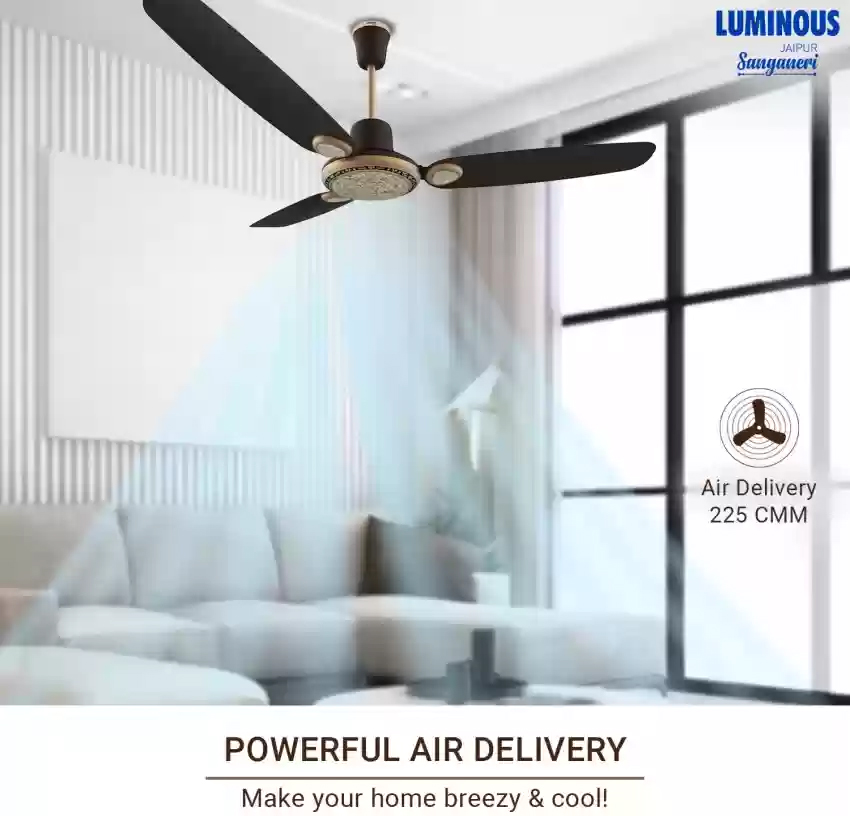 LUMINOUS
JAIPUR
Sanganeri
Air Delivery
225 CMM
POWERFUL AIR DELIVERY
Make your home breezy & cool!